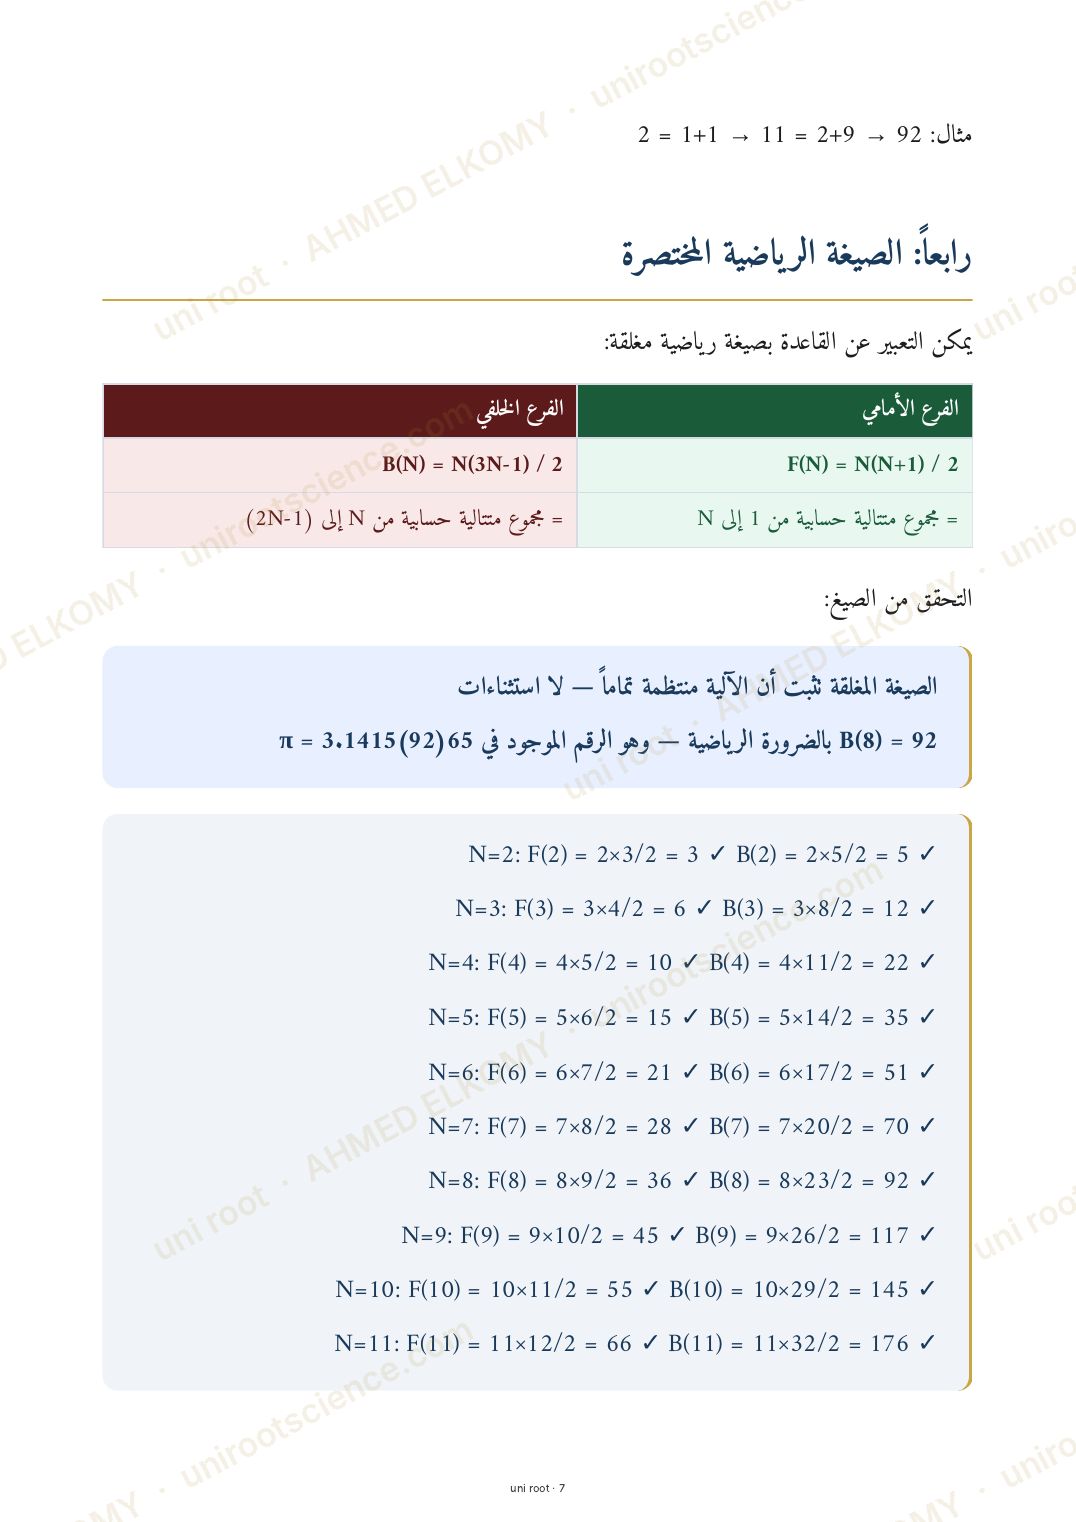 مثال: 92 → 2+9 = 11 → 1+1 = 2
رابعاً: الصيغة الرياضية المختصرة
يمكن التعبير عن القاعدة بصيغة رياضية مغلقة:
الفرع الأمامي
الفرع الخلفي
F(N) = N(N+1) / 2
B(N) = N(3N-1) / 2
= مجموع متتالية حسابية من 1 إلى N
= مجموع متتالية حسابية من N إلى (2N-1)
التحقق من الصيغ:
الصيغة المغلقة تثبت أن الآلية منتظمة تماماً — لا استثناءات
B(8) = 92 بالضرورة الرياضية — وهو الرقم الموجود في π = 3.1415(92)65
N=2: F(2) = 2×3/2 = 3 ✓ B(2) = 2×5/2 = 5 ✓
N=3: F(3) = 3×4/2 = 6 ✓ B(3) = 3×8/2 = 12 ✓
N=4: F(4) = 4×5/2 = 10 ✓ B(4) = 4×11/2 = 22 ✓
N=5: F(5) = 5×6/2 = 15 ✓ B(5) = 5×14/2 = 35 ✓
N=6: F(6) = 6×7/2 = 21 ✓ B(6) = 6×17/2 = 51 ✓
N=7: F(7) = 7×8/2 = 28 ✓ B(7) = 7×20/2 = 70 ✓
N=8: F(8) = 8×9/2 = 36 ✓ B(8) = 8×23/2 = 92 ✓
N=9: F(9) = 9×10/2 = 45 ✓ B(9) = 9×26/2 = 117 ✓
N=10: F(10) = 10×11/2 = 55 ✓ B(10) = 10×29/2 = 145 ✓
N=11: F(11) = 11×12/2 = 66 ✓ B(11) = 11×32/2 = 176 ✓
uni root · 7
uni root · AHMED ELKOMY · unirootscience.com